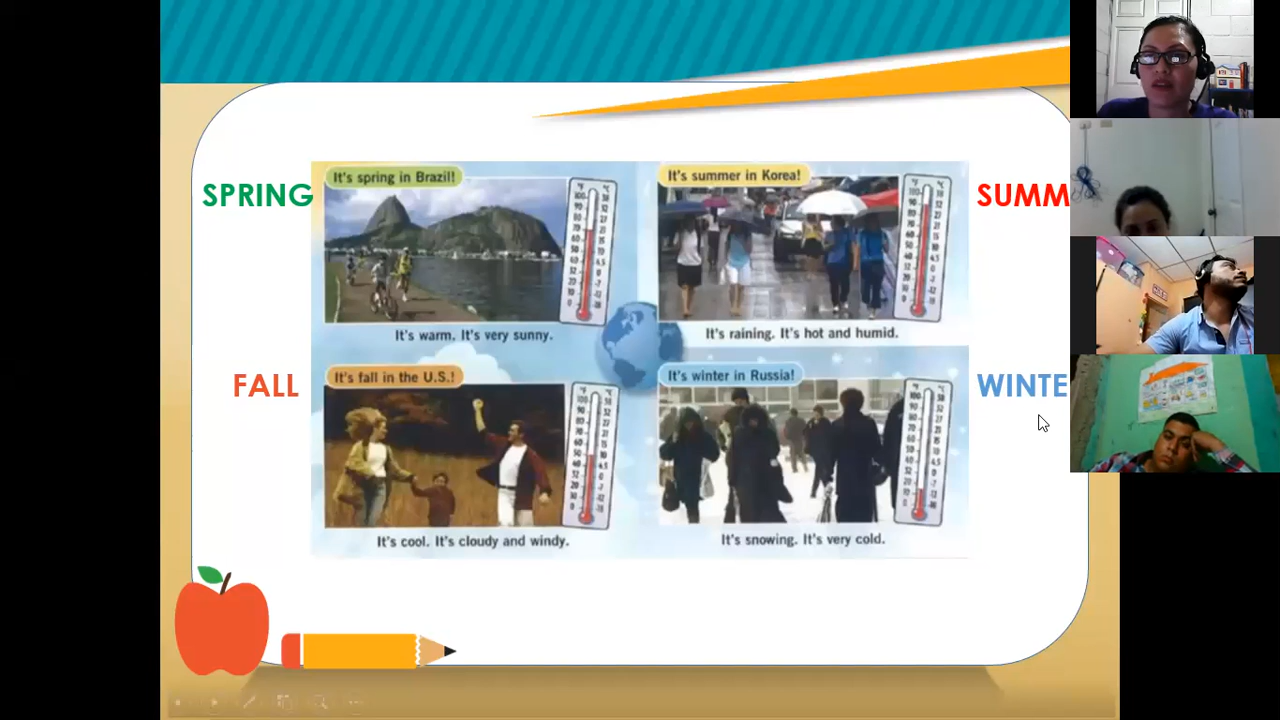 It's spring in Brazil!
It's summer in Korea!
SPRING
SUMM
It's warm. It's very sunny.
It's raining. It's hot and humid.
It's fall in the U.S.!
It's winter in Russia!
FALL
WINTE
It's cool. It's cloudy and windy.
It's snowing. It's very cold.